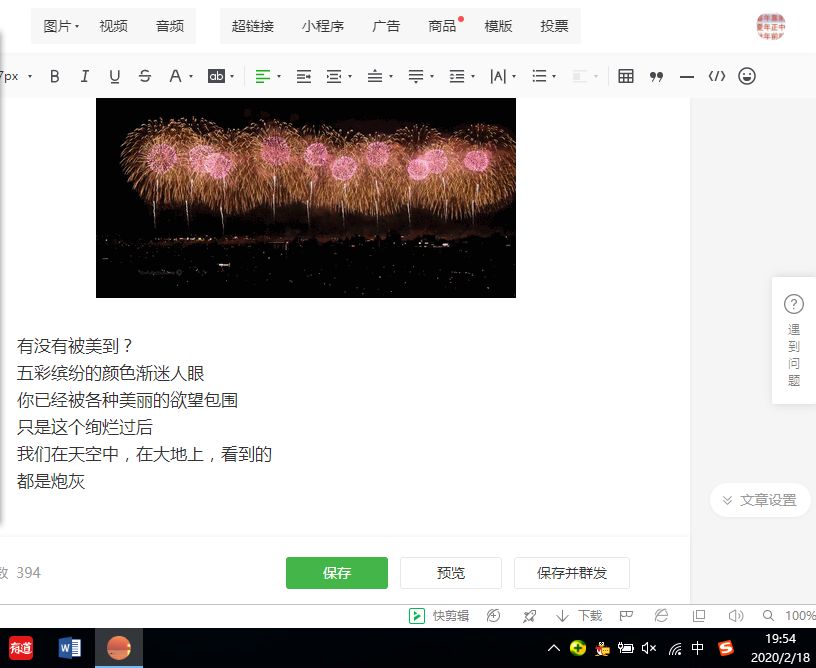 图片 视频 音频 超链接 小程序 广告 商品 模版 投票
7px B I U S A ab |A|
有没有被美到？
五彩缤纷的颜色渐迷人眼
你已经被各种美丽的欲望包围
只是这个绚烂过后
我们在天空中，在大地上，看到的
都是炮灰
遇到问题
文章设置
数 394
保存 预览 保存并群发
快剪辑 下载 100%
有道 W 中 S 19:54
2020/2/18